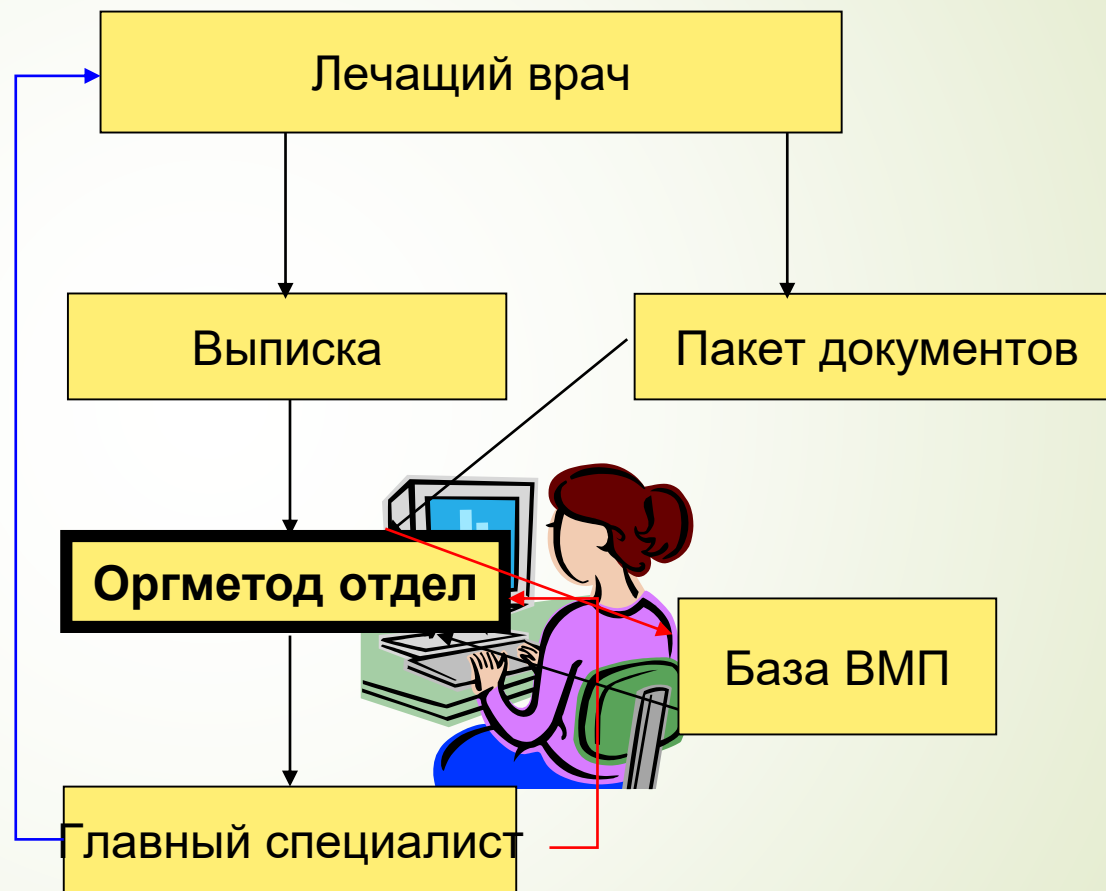 Лечащий врач
Выписка
Пакет документов
Оргметод отдел
База ВМП
Главный специалист